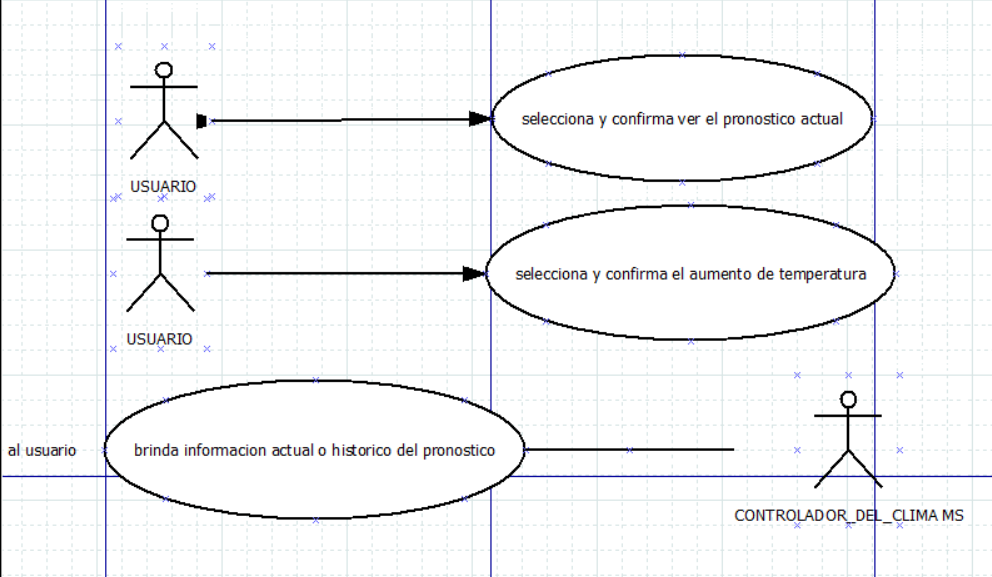 selecciona y confirma ver el pronostico actual
USUARIO
selecciona y confirma el aumento de temperatura
USUARIO
al usuario
brinda informacion actual o historico del pronostico
CONTROLADOR_DEL_CLIMA MS